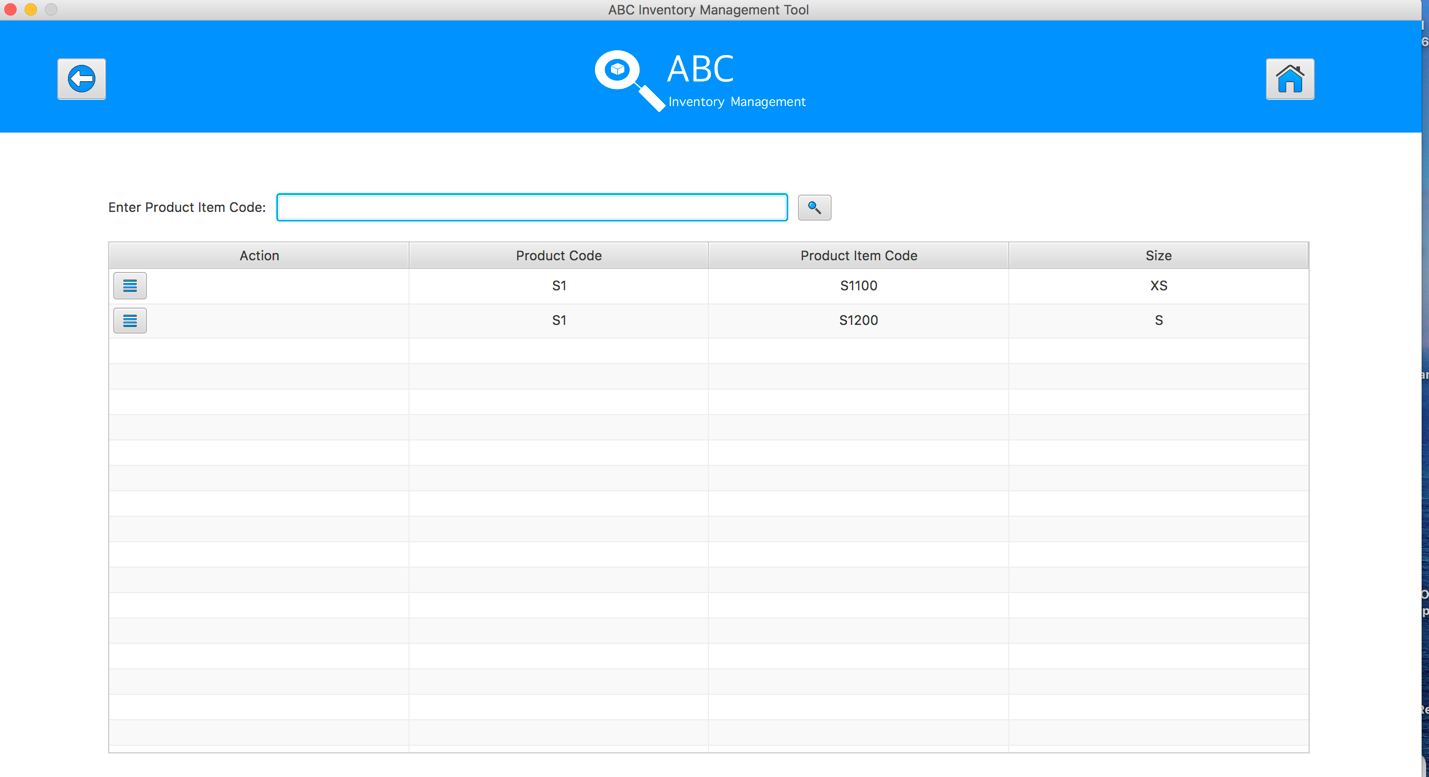 ABC Inventory Management Tool
ABC
Inventory Management
Enter Product Item Code:
Action Product Code Product Item Code Size
S1 S1100 XS
S1 S1200 S